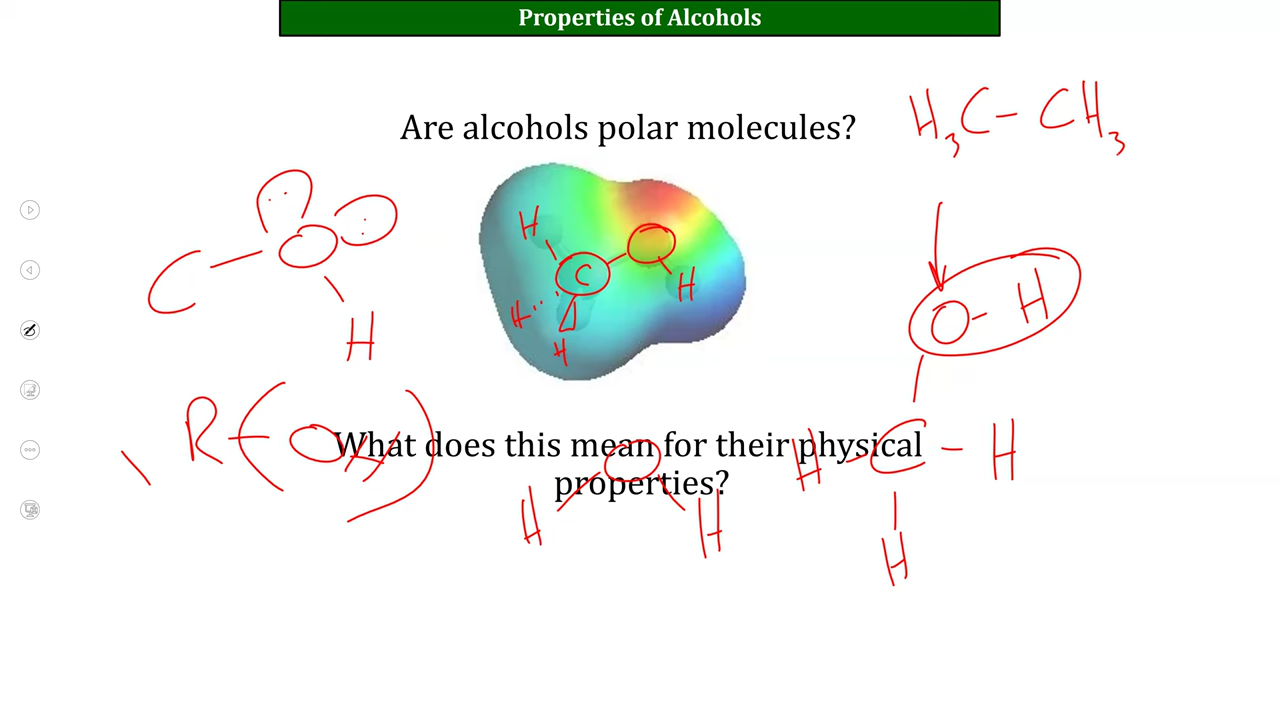 Properties of Alcohols
H3C - CH3
Are alcohols polar molecules?
C - O
H
H
C - O
H
H
H
O - H
R - (OH)
What does this mean for their physical
properties?
O
H H
H - C - H
H